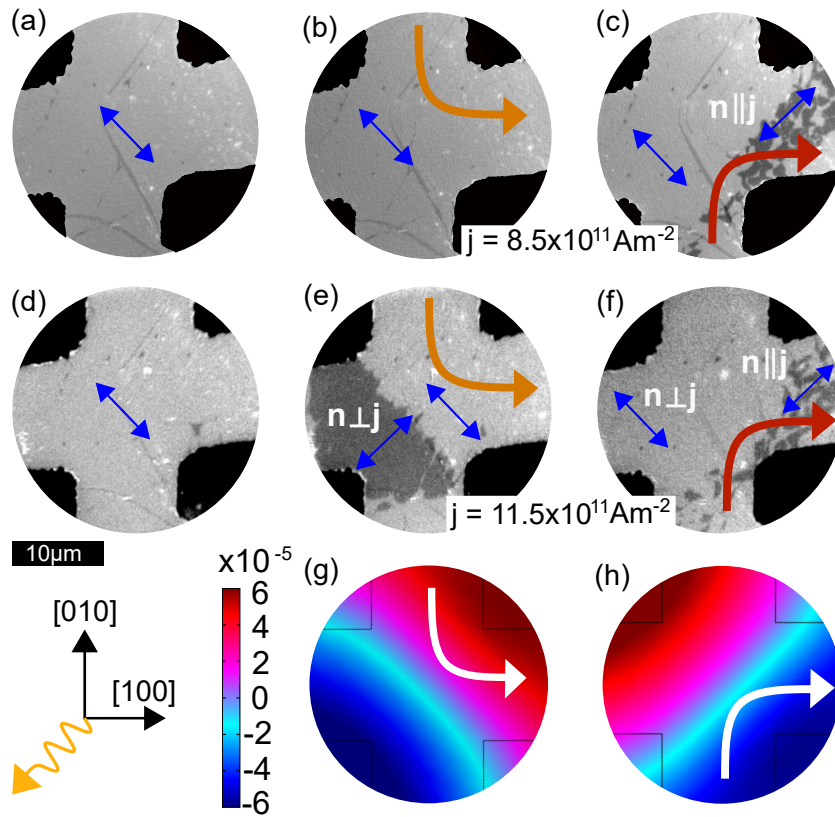 (a)
(b)
(c)
n∥j
j = 8.5x10¹¹Am⁻²
(d)
(e)
(f)
n⊥j
n⊥j
n∥j
j = 11.5x10¹¹Am⁻²
10µm
x10⁻⁵
6
4
2
0
-2
-4
-6
[010]
[100]
(g)
(h)